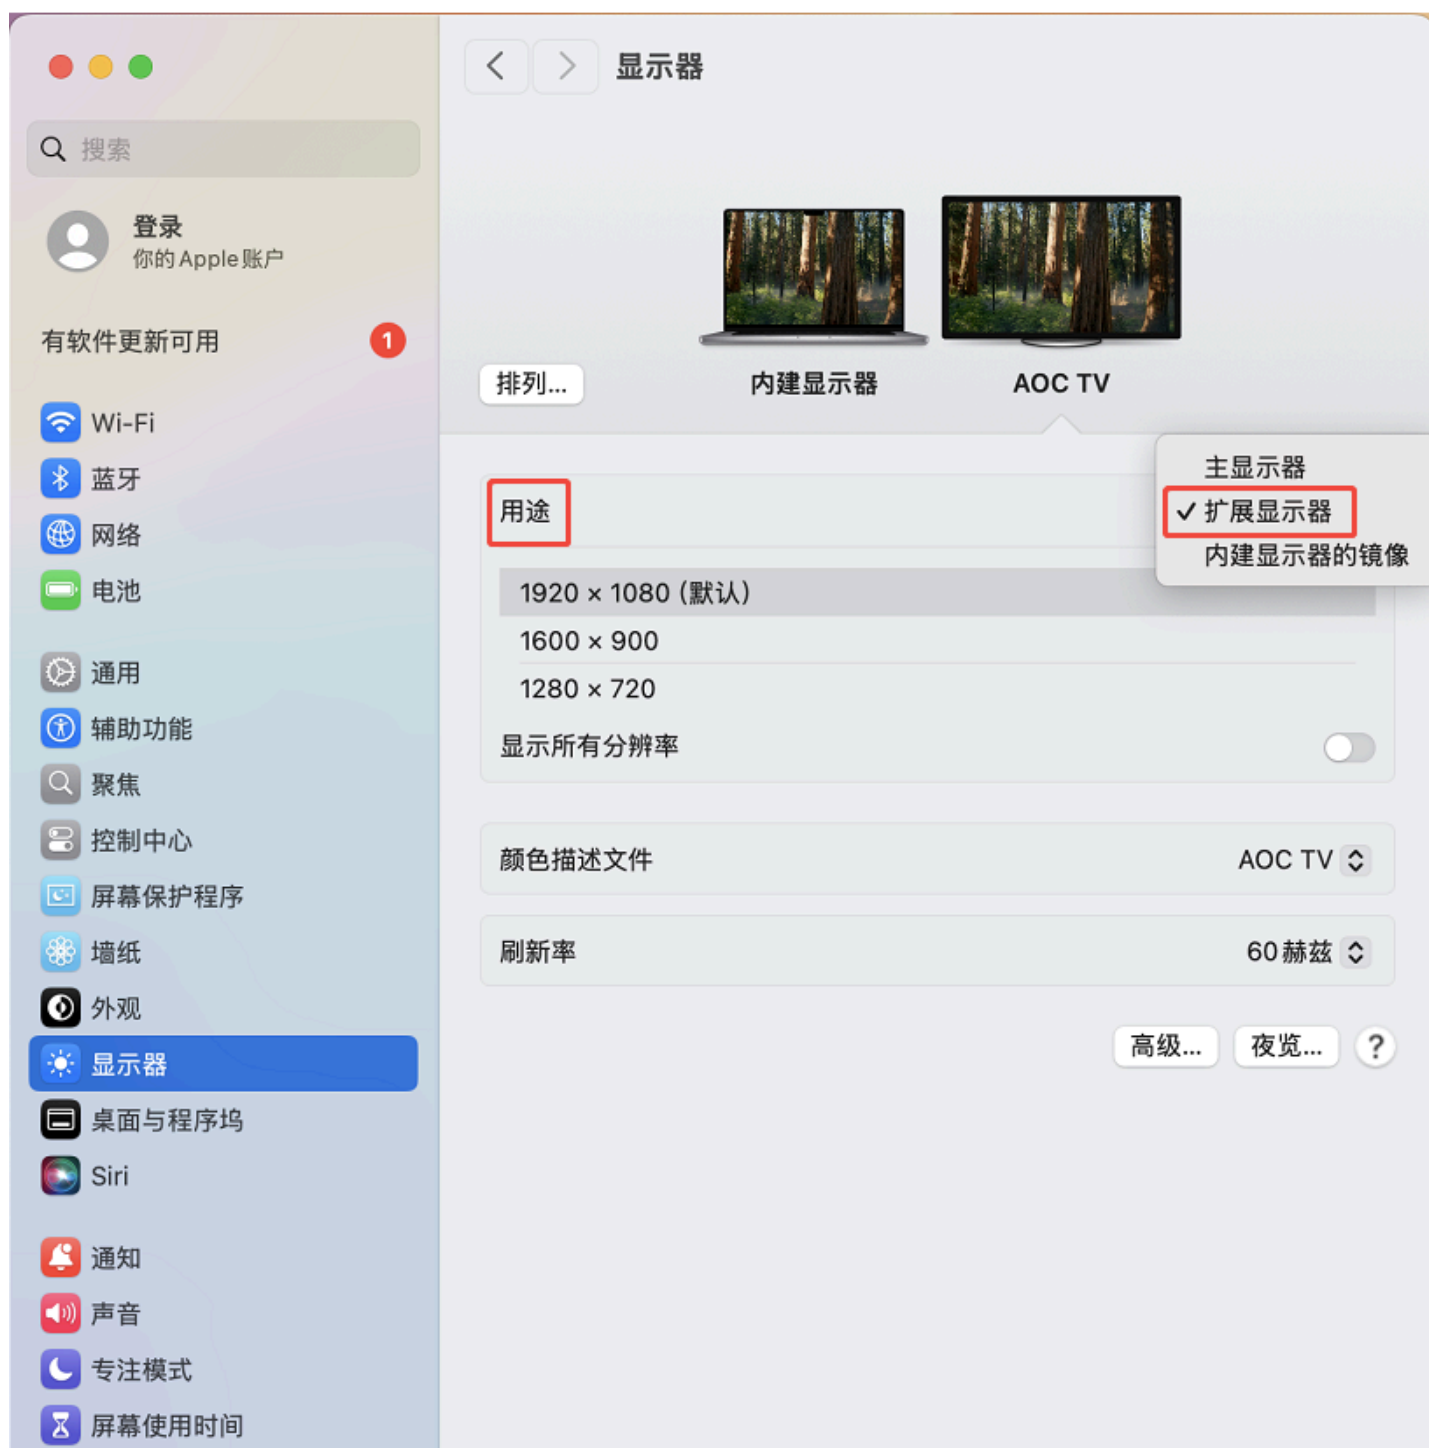 显示器
搜索
登录
你的Apple账户
有软件更新可用
1
Wi-Fi
蓝牙
网络
电池
通用
辅助功能
聚焦
控制中心
屏幕保护程序
墙纸
外观
显示器
桌面与程序坞
Siri
通知
声音
专注模式
屏幕使用时间
排列...
内建显示器
AOC TV
用途
主显示器
✓ 扩展显示器
内建显示器的镜像
1920 × 1080 (默认)
1600 × 900
1280 × 720
显示所有分辨率
颜色描述文件 AOC TV
刷新率 60赫兹
高级... 夜览... ?